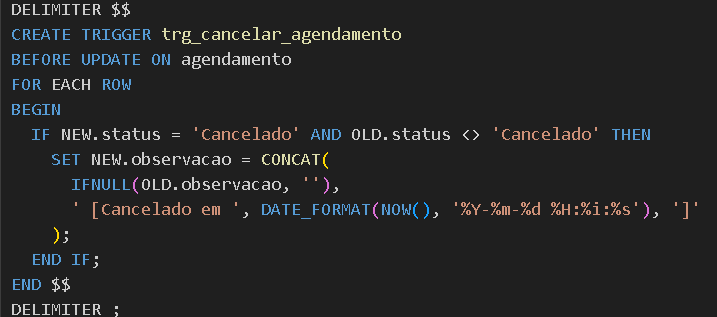 DELIMITER $$
CREATE TRIGGER trg_cancelar_agendamento
BEFORE UPDATE ON agendamento
FOR EACH ROW
BEGIN
  IF NEW.status = 'Cancelado' AND OLD.status <> 'Cancelado' THEN
    SET NEW.observacao = CONCAT(
      IFNULL(OLD.observacao, ''),
      ' [Cancelado em ', DATE_FORMAT(NOW(), '%Y-%m-%d %H:%i:%s'), ']'
    );
  END IF;
END $$
DELIMITER ;